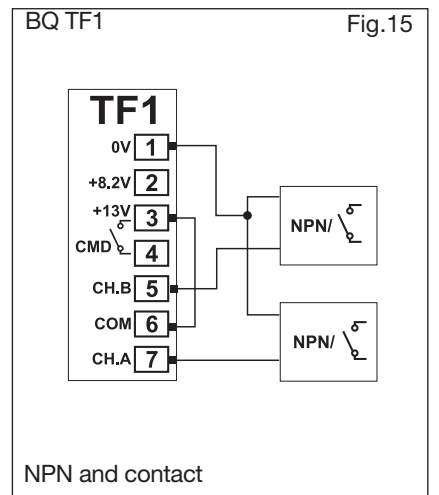 BQ TF1 Fig.15
TF1
0V 1
+8.2V 2
+13V 3
CMD 4
CH.B 5
COM 6
CH.A 7
NPN/
NPN/
NPN and contact